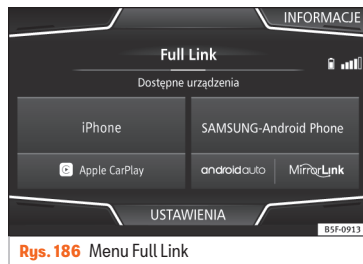 INFORMACJE
Full Link
Dostępne urządzenia
iPhone
SAMSUNG-Android Phone
Apple CarPlay
androidauto
MirrorLink
USTAWIENIA
B5F-0913
Rys. 186 Menu Full Link